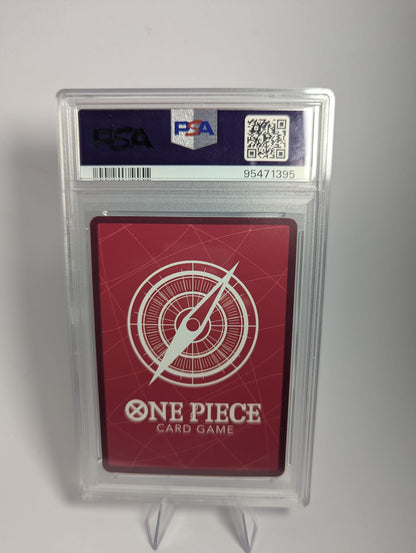 PSA
PSA
95471395
ONE PIECE
CARD GAME